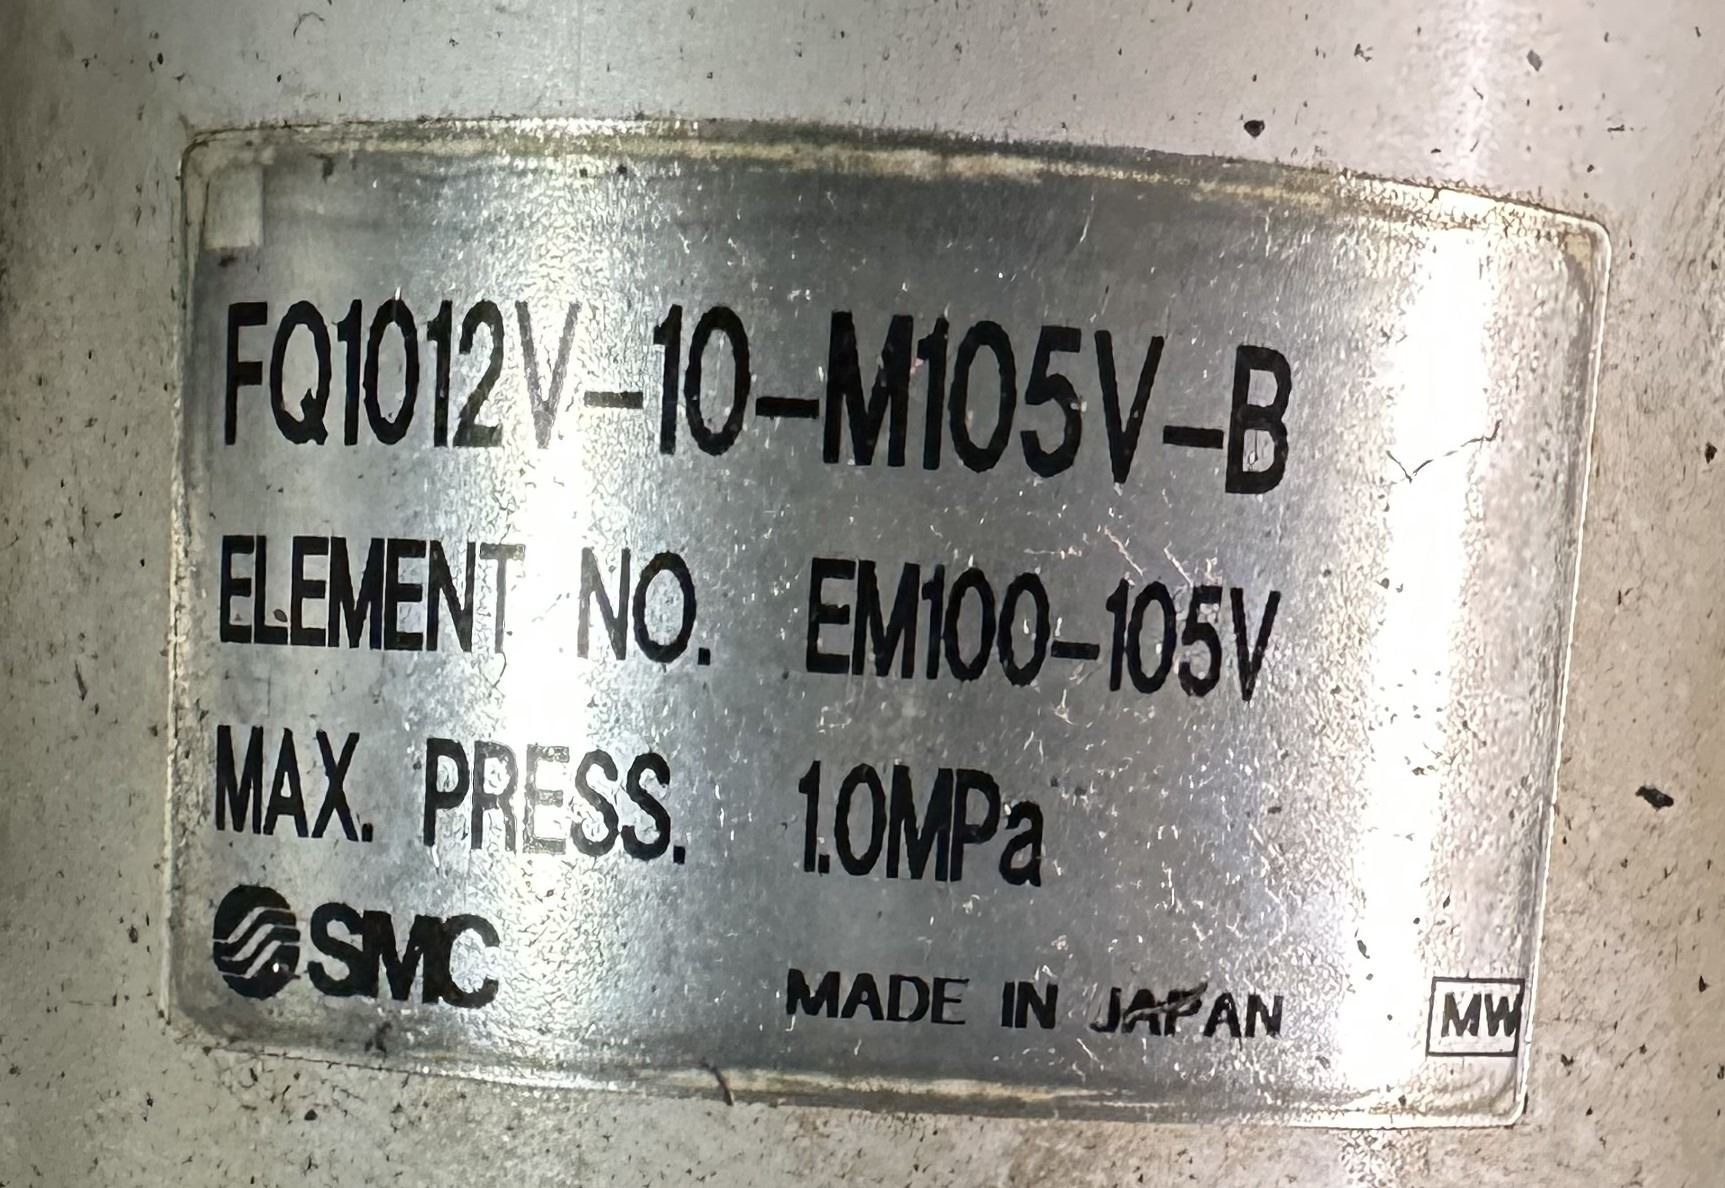 FQ1012V-10-M105V-B
ELEMENT NO. EM100-105V
MAX. PRESS. 1.0MPa
SMC MADE IN JAPAN MW